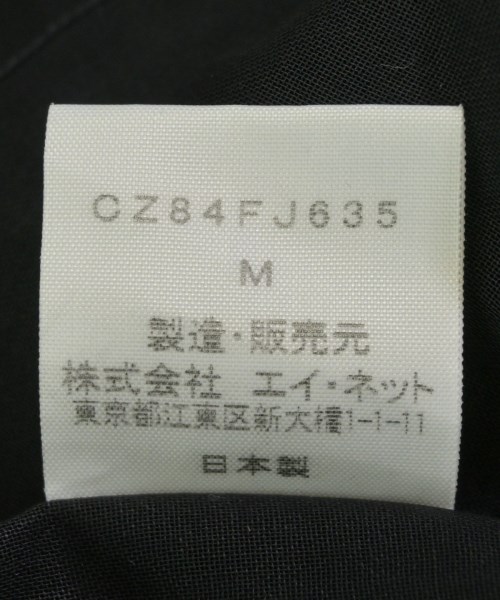 CZ84FJ635
M
製造・販売元
株式会社 エイ・ネット
東京都江東区新大橋1-1-11
日本製